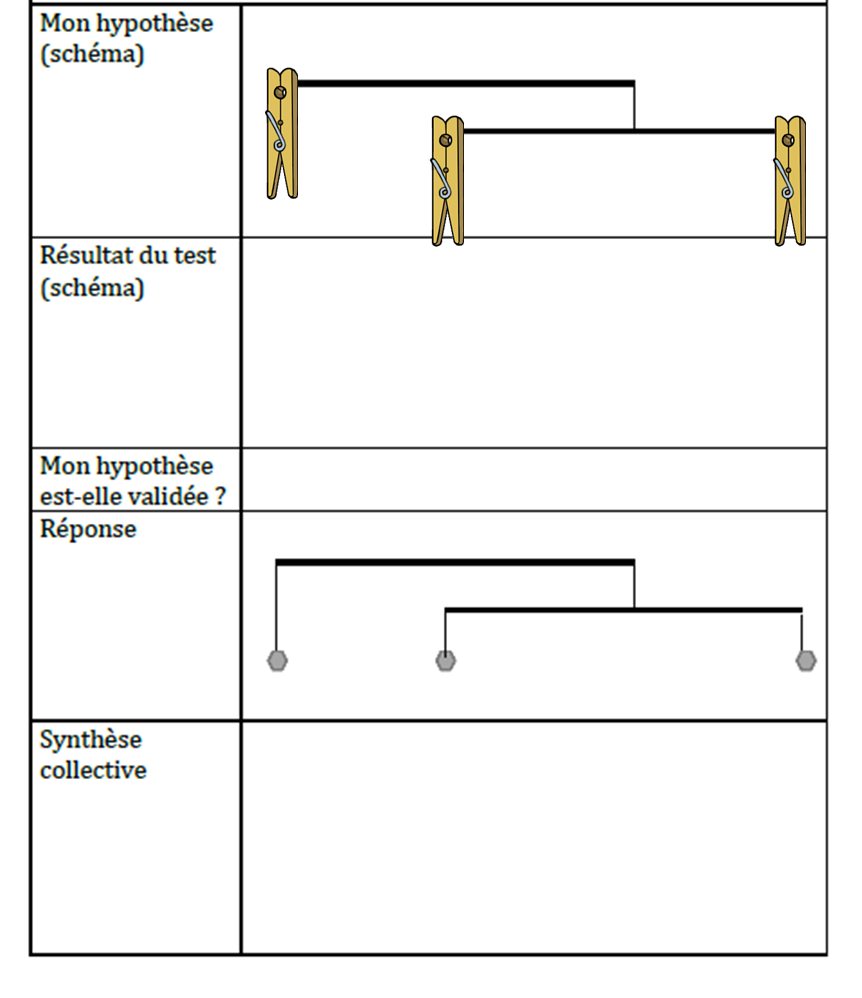 Mon hypothèse
(schéma)
Résultat du test
(schéma)
Mon hypothèse
est-elle validée ?
Réponse
Synthèse
collective